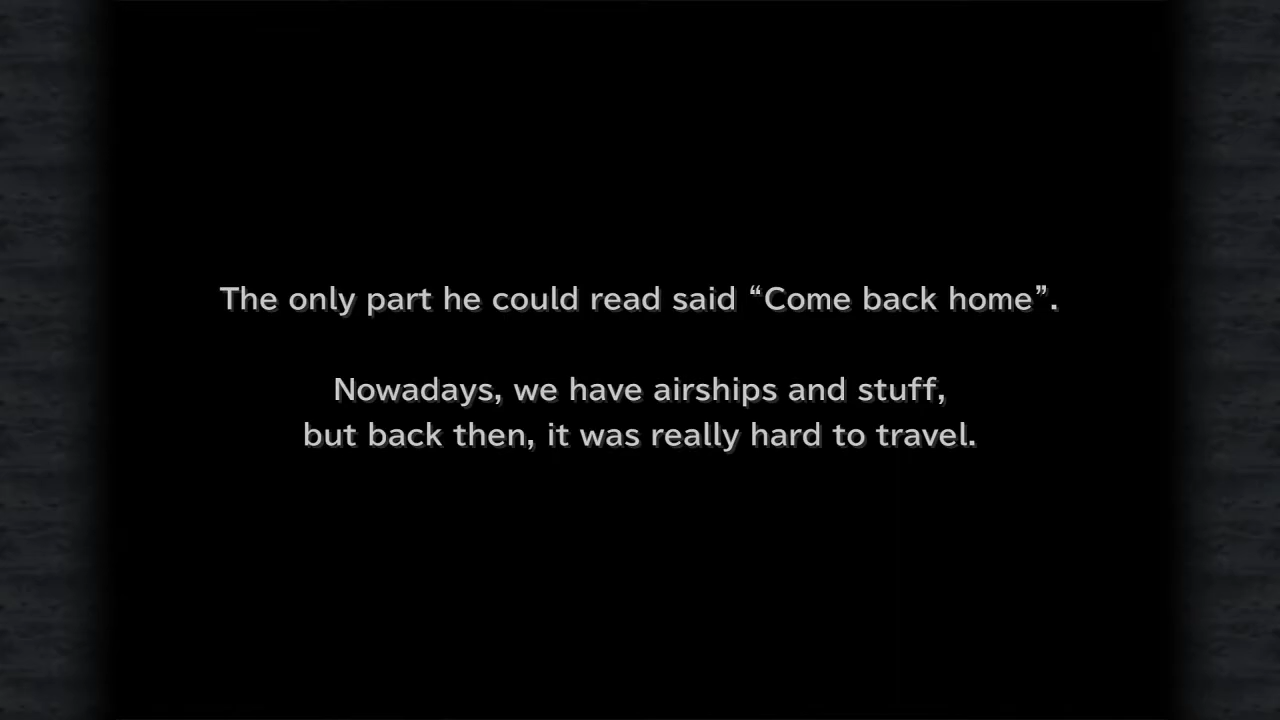 The only part he could read said “Come back home”.
Nowadays, we have airships and stuff,
but back then, it was really hard to travel.